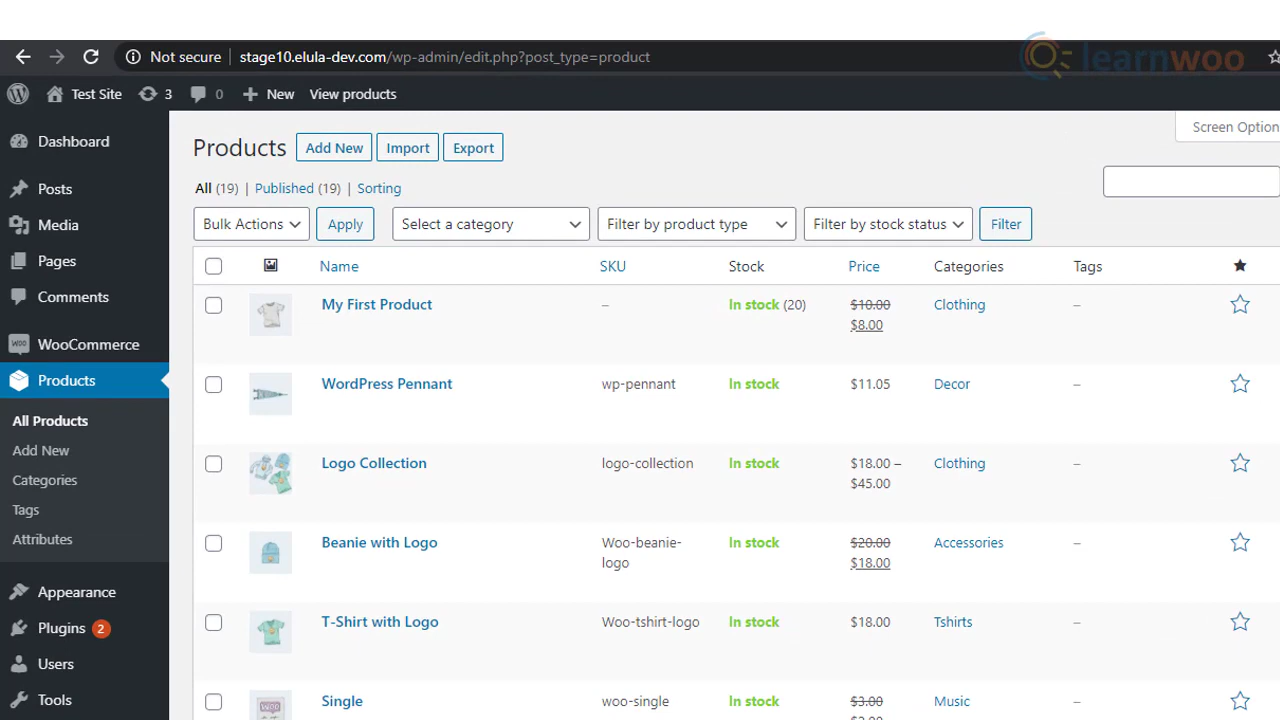 learnwoo
Not secure stage10.elula-dev.com/wp-admin/edit.php?post_type=product
Test Site 3 0 New View products
Screen Option
Dashboard
Posts
Media
Pages
Comments
WooCommerce
Products
All Products
Add New
Categories
Tags
Attributes
Appearance
Plugins 2
Users
Tools
Products Add New Import Export
All (19) | Published (19) | Sorting
Bulk Actions Apply Select a category Filter by product type Filter by stock status Filter
Name SKU Stock Price Categories Tags
My First Product – In stock (20) $10.00 Clothing –
$8.00
WordPress Pennant wp-pennant In stock $11.05 Decor –
Logo Collection logo-collection In stock $18.00 – Clothing –
$45.00
Beanie with Logo Woo-beanie- In stock $20.00 Accessories –
logo $18.00
T-Shirt with Logo Woo-tshirt-logo In stock $18.00 Tshirts –
Single woo-single In stock $3.00 Music –